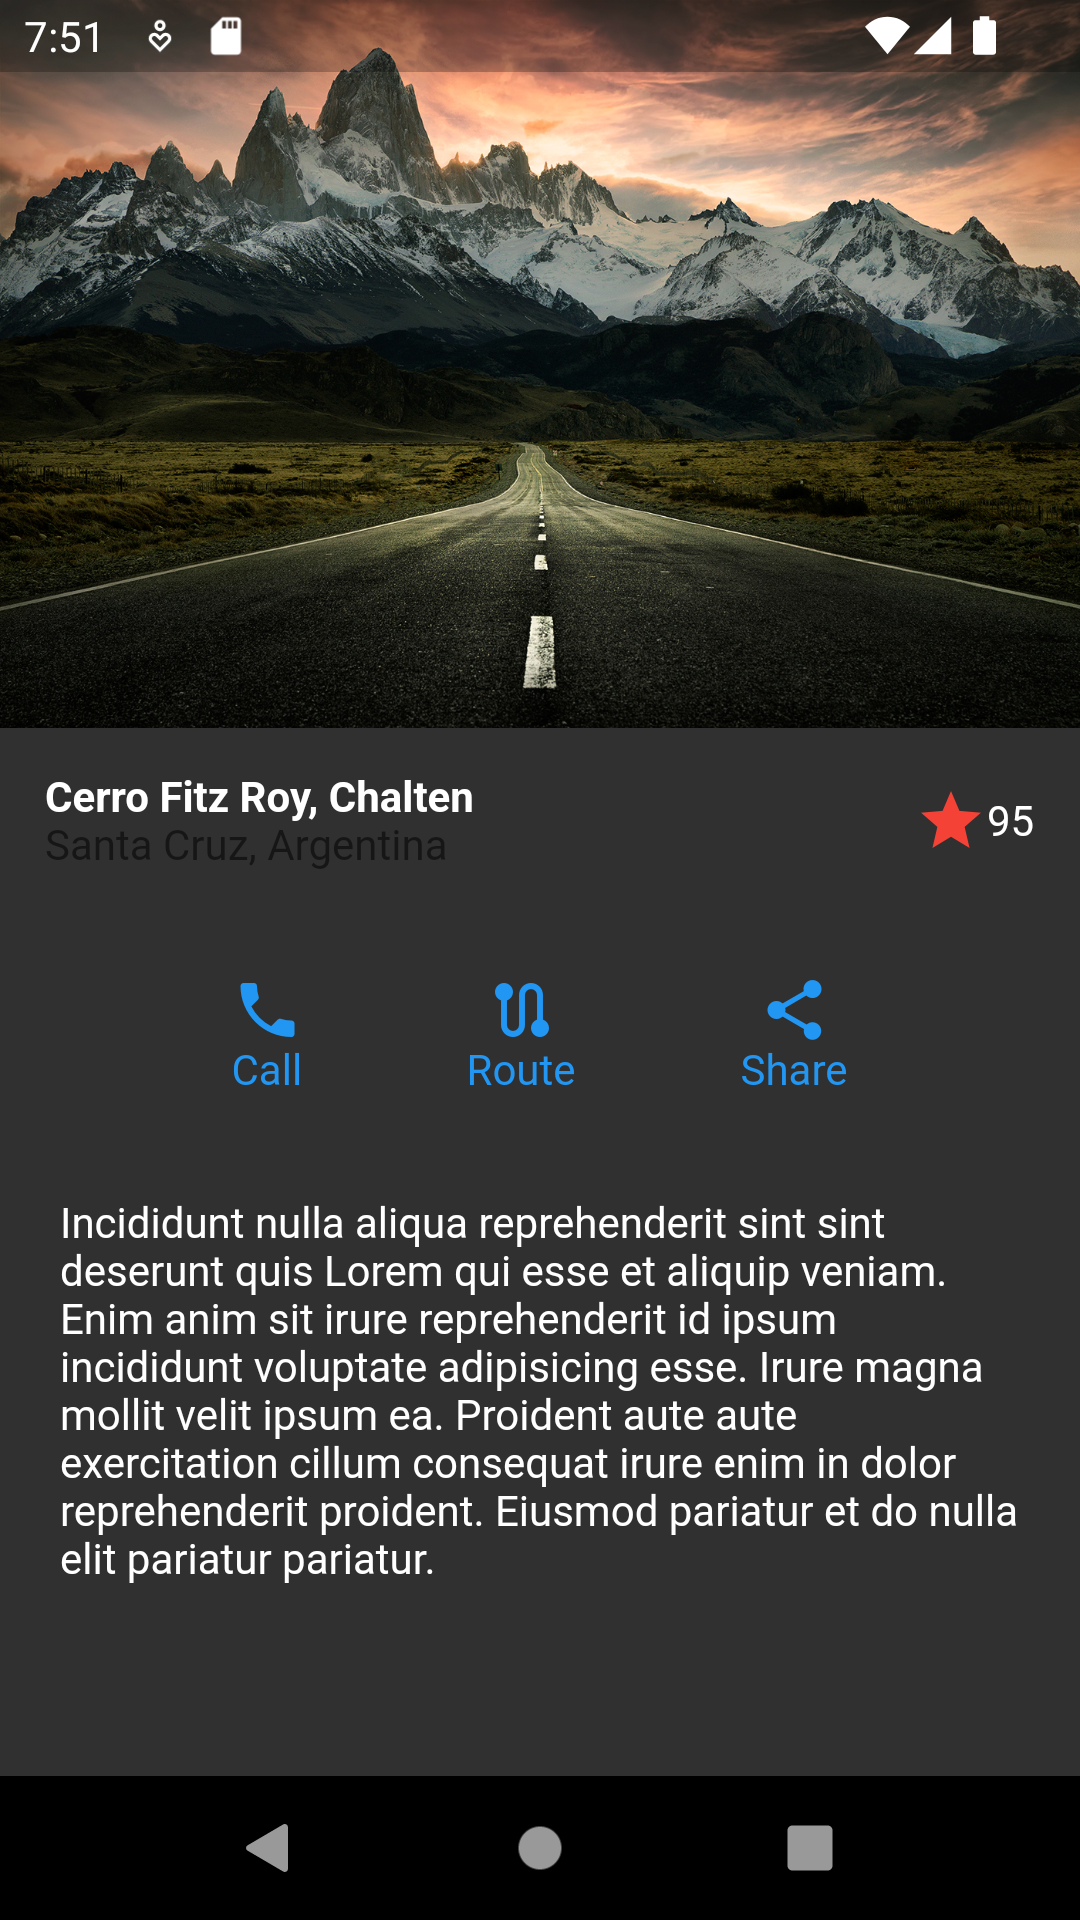 7:51
Cerro Fitz Roy, Chalten
Santa Cruz, Argentina
95
Call
Route
Share
Incididunt nulla aliqua reprehenderit sint sint
deserunt quis Lorem qui esse et aliquip veniam.
Enim anim sit irure reprehenderit id ipsum
incididunt voluptate adipisicing esse. Irure magna
mollit velit ipsum ea. Proident aute aute
exercitation cillum consequat irure enim in dolor
reprehenderit proident. Eiusmod pariatur et do nulla
elit pariatur pariatur.